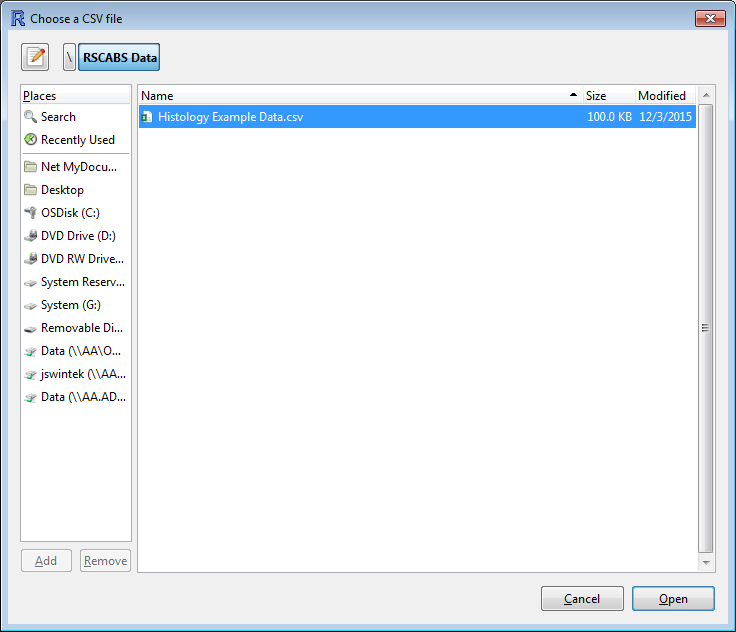 Choose a CSV file
\ RSCABS Data
Places
Search
Recently Used
Net MyDocu...
Desktop
OSDisk (C:)
DVD Drive (D:)
DVD RW Drive...
System Reserv...
System (G:)
Removable Di...
Data (\\AA\O...
jswintek (\\AA...
Data (\\AA.AD...
Add Remove
Name Size Modified
Histology Example Data.csv 100.0 KB 12/3/2015
Cancel Open